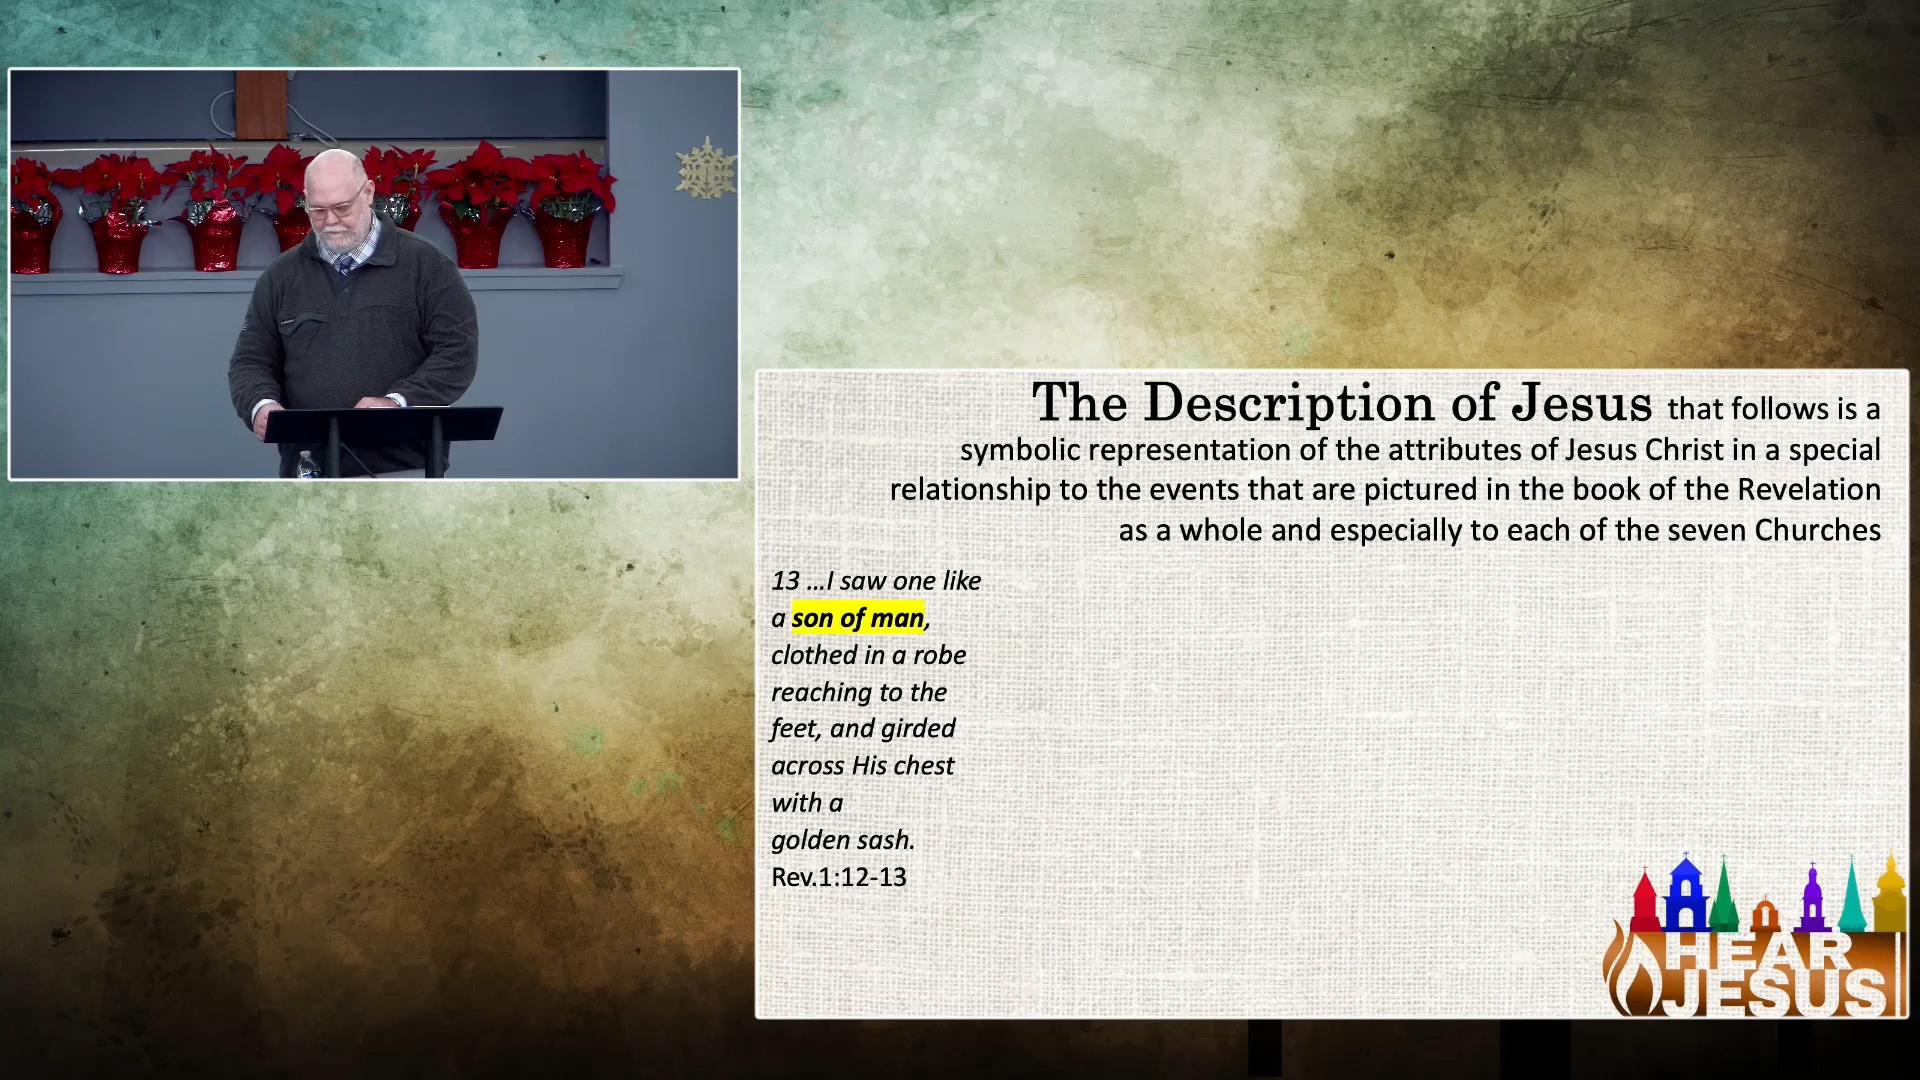 The Description of Jesus that follows is a
symbolic representation of the attributes of Jesus Christ in a special
relationship to the events that are pictured in the book of the Revelation
as a whole and especially to each of the seven Churches
13 …I saw one like
a son of man,
clothed in a robe
reaching to the
feet, and girded
across His chest
with a
golden sash.
Rev.1:12-13
HEAR
JESUS